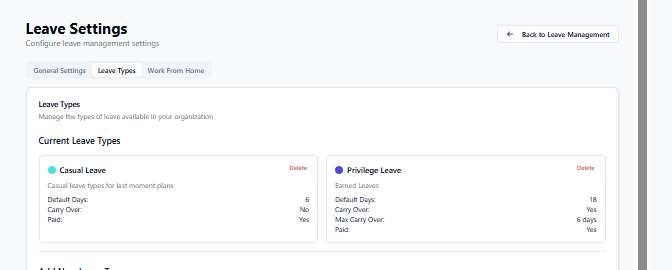 Leave Settings
Configure leave management settings
← Back to Leave Management
General Settings Leave Types Work From Home
Leave Types
Manage the types of leave available in your organization
Current Leave Types
Casual Leave Delete
Casual leave types for last moment plans
Default Days: 6
Carry Over: No
Paid: Yes
Privilege Leave Delete
Earned Leaves
Default Days: 18
Carry Over: Yes
Max Carry Over: 6 days
Paid: Yes